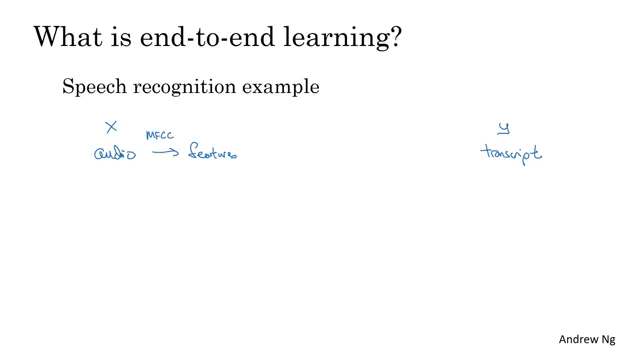 What is end-to-end learning?
Speech recognition example
X
y
MFCC
audio → features
transcript
Andrew Ng